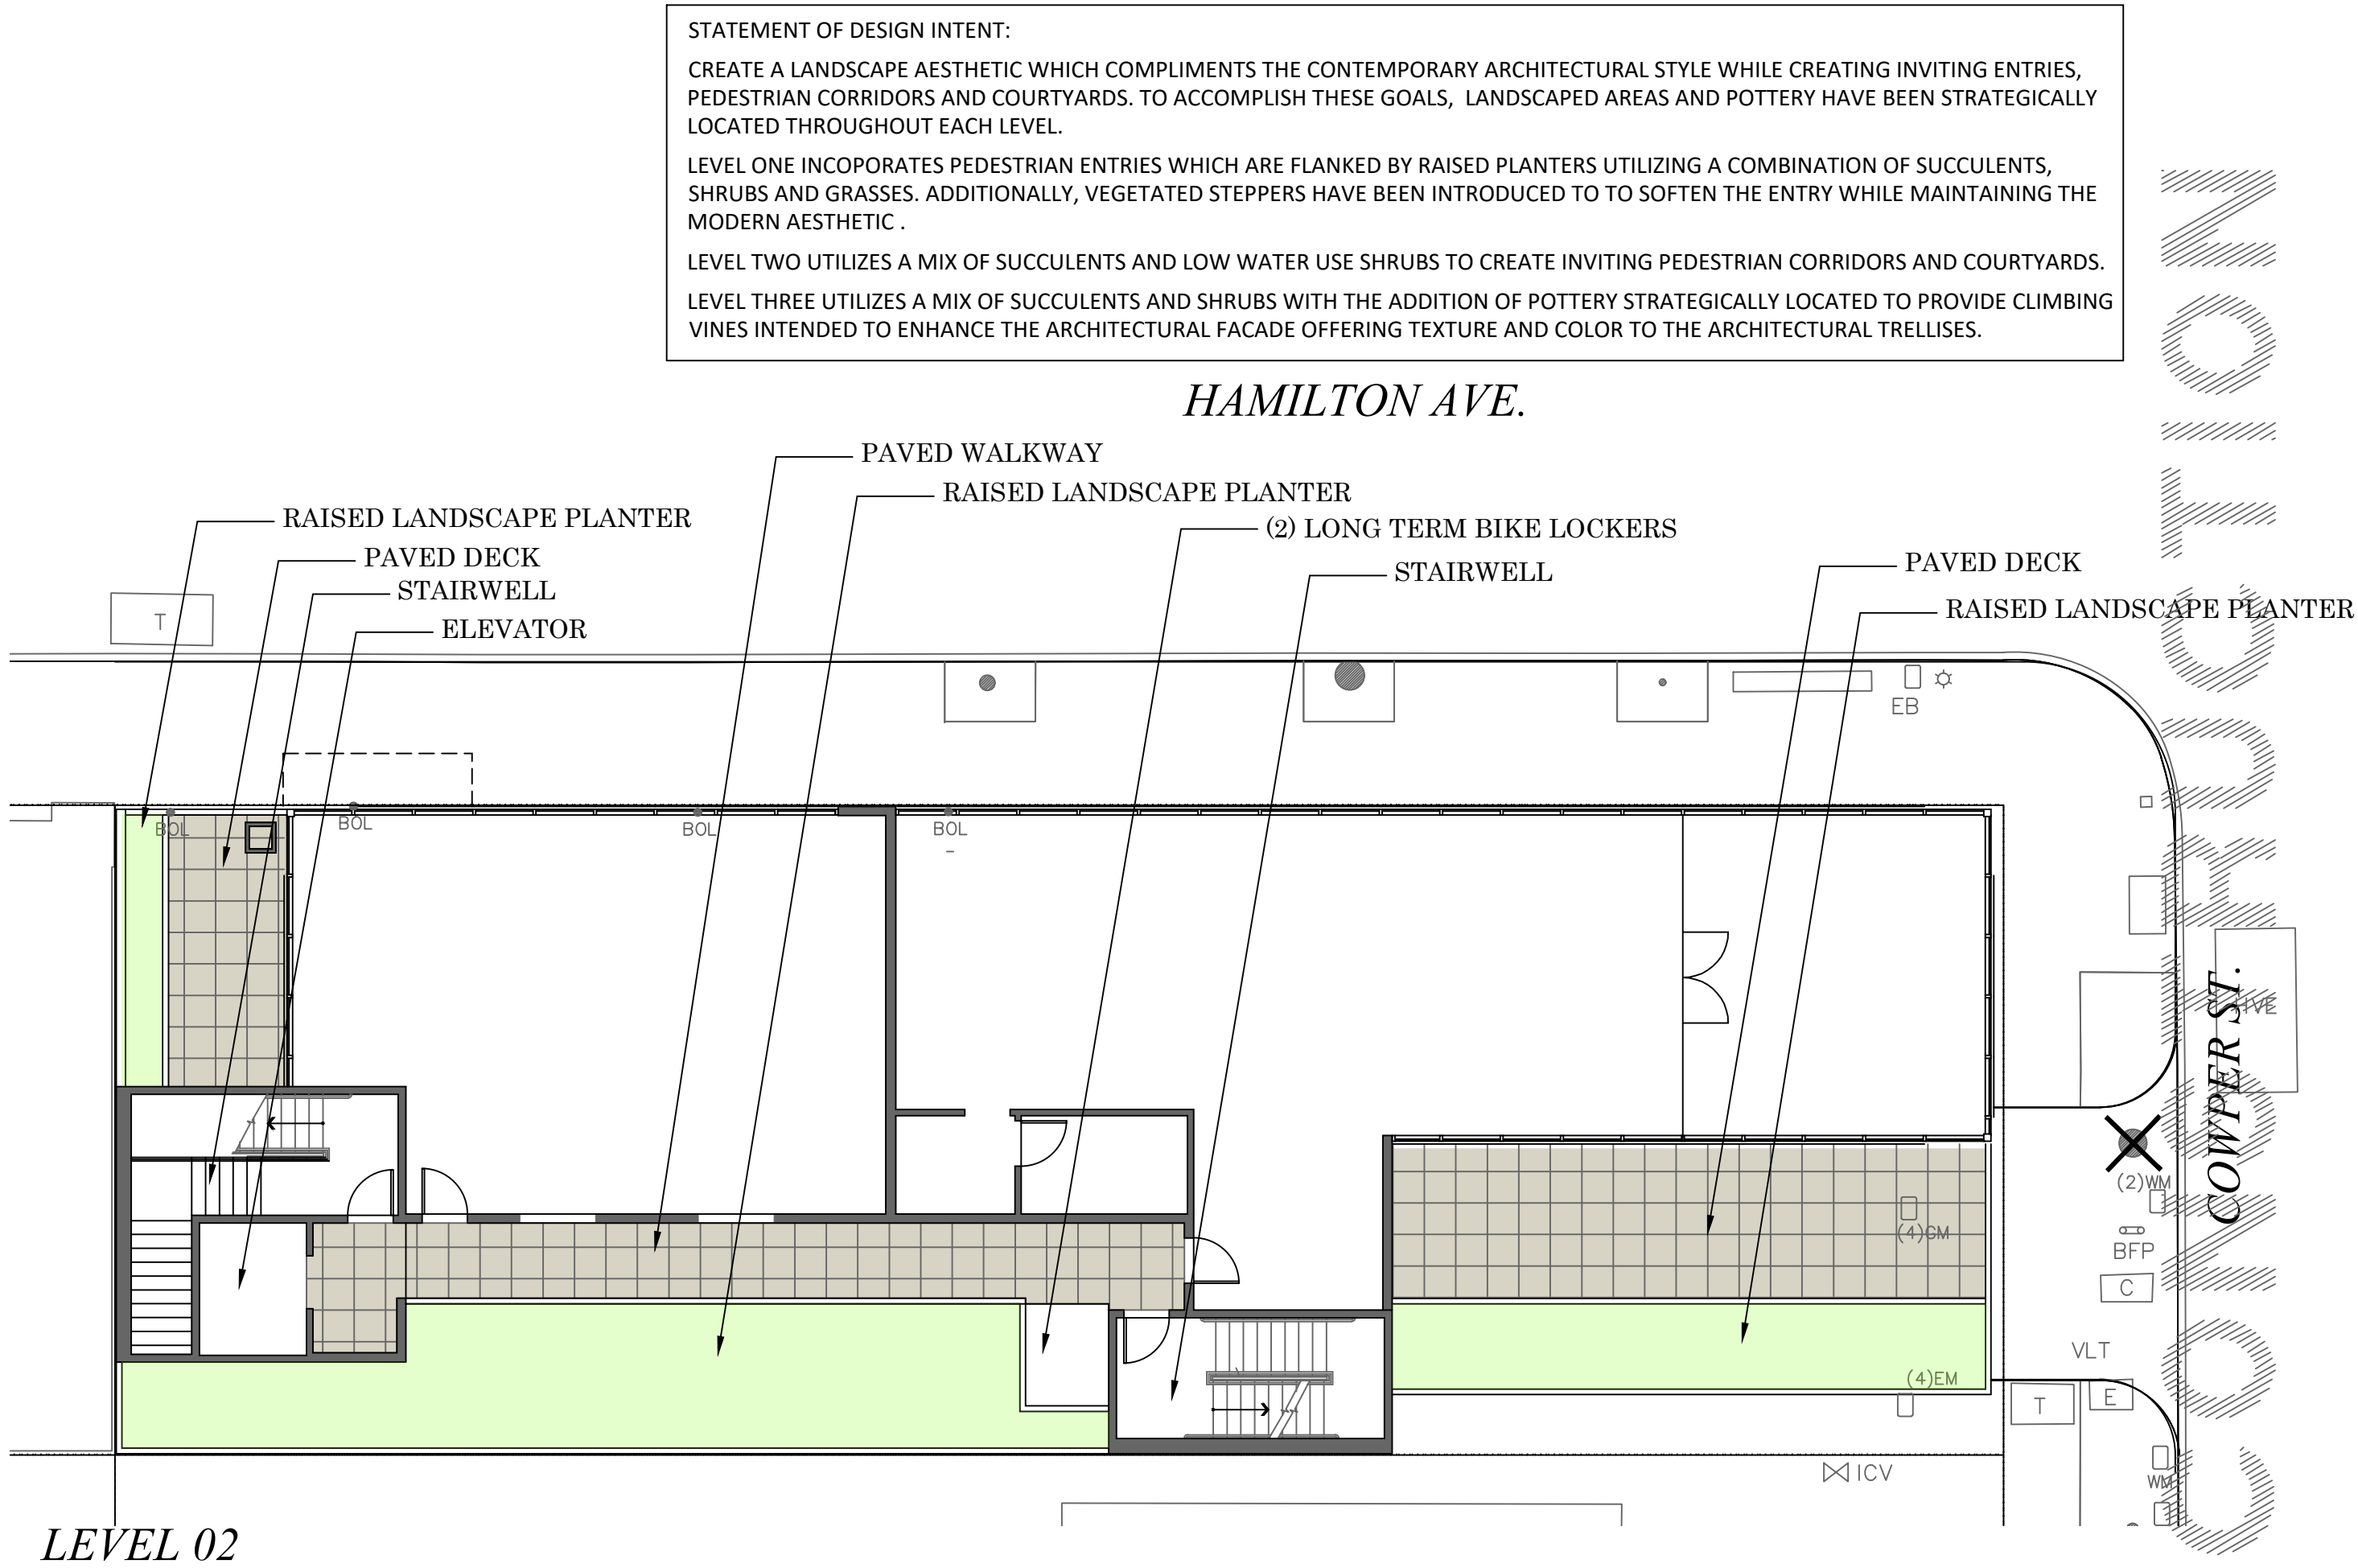 STATEMENT OF DESIGN INTENT:
CREATE A LANDSCAPE AESTHETIC WHICH COMPLIMENTS THE CONTEMPORARY ARCHITECTURAL STYLE WHILE CREATING INVITING ENTRIES,
PEDESTRIAN CORRIDORS AND COURTYARDS. TO ACCOMPLISH THESE GOALS, LANDSCAPED AREAS AND POTTERY HAVE BEEN STRATEGICALLY
LOCATED THROUGHOUT EACH LEVEL.
LEVEL ONE INCOPORATES PEDESTRIAN ENTRIES WHICH ARE FLANKED BY RAISED PLANTERS UTILIZING A COMBINATION OF SUCCULENTS,
SHRUBS AND GRASSES. ADDITIONALLY, VEGETATED STEPPERS HAVE BEEN INTRODUCED TO TO SOFTEN THE ENTRY WHILE MAINTAINING THE
MODERN AESTHETIC .
LEVEL TWO UTILIZES A MIX OF SUCCULENTS AND LOW WATER USE SHRUBS TO CREATE INVITING PEDESTRIAN CORRIDORS AND COURTYARDS.
LEVEL THREE UTILIZES A MIX OF SUCCULENTS AND SHRUBS WITH THE ADDITION OF POTTERY STRATEGICALLY LOCATED TO PROVIDE CLIMBING
VINES INTENDED TO ENHANCE THE ARCHITECTURAL FACADE OFFERING TEXTURE AND COLOR TO THE ARCHITECTURAL TRELLISES.
HAMILTON AVE.
PAVED WALKWAY
RAISED LANDSCAPE PLANTER
RAISED LANDSCAPE PLANTER
(2) LONG TERM BIKE LOCKERS
PAVED DECK
PAVED DECK
STAIRWELL
STAIRWELL
RAISED LANDSCAPE PLANTER
ELEVATOR
T
EB
BOL
BOL
BOL
BOL
HVE
COWPER ST.
(2)WM
(4)GM
BFP
C
VLT
(4)EM
T
E
ICV
WM
LEVEL 02
CONSTRUCTION